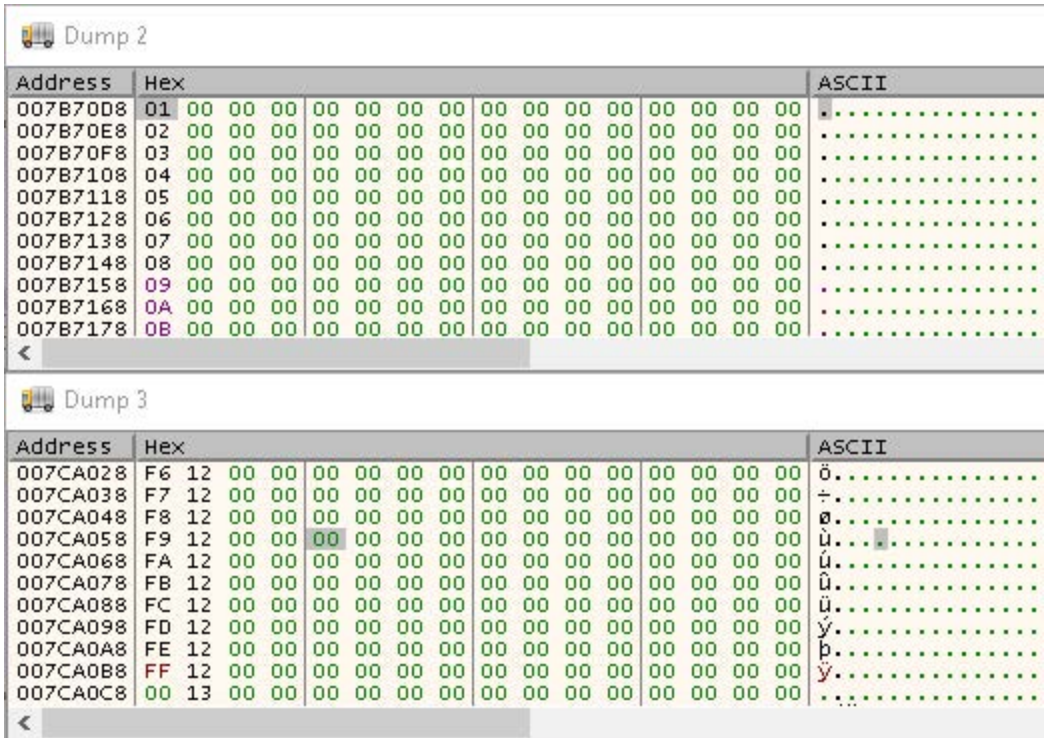 Dump 2
Address Hex ASCII
007B70D8 01 00 00 00 00 00 00 00 00 00 00 00 00 00 00 00 ................
007B70E8 02 00 00 00 00 00 00 00 00 00 00 00 00 00 00 00 ................
007B70F8 03 00 00 00 00 00 00 00 00 00 00 00 00 00 00 00 ................
007B7108 04 00 00 00 00 00 00 00 00 00 00 00 00 00 00 00 ................
007B7118 05 00 00 00 00 00 00 00 00 00 00 00 00 00 00 00 ................
007B7128 06 00 00 00 00 00 00 00 00 00 00 00 00 00 00 00 ................
007B7138 07 00 00 00 00 00 00 00 00 00 00 00 00 00 00 00 ................
007B7148 08 00 00 00 00 00 00 00 00 00 00 00 00 00 00 00 ................
007B7158 09 00 00 00 00 00 00 00 00 00 00 00 00 00 00 00 ................
007B7168 0A 00 00 00 00 00 00 00 00 00 00 00 00 00 00 00 ................
007B7178 0B 00 00 00 00 00 00 00 00 00 00 00 00 00 00 00 ................
Dump 3
Address Hex ASCII
007CA028 F6 12 00 00 00 00 00 00 00 00 00 00 00 00 00 00 ö...............
007CA038 F7 12 00 00 00 00 00 00 00 00 00 00 00 00 00 00 ÷...............
007CA048 F8 12 00 00 00 00 00 00 00 00 00 00 00 00 00 00 ø...............
007CA058 F9 12 00 00 00 00 00 00 00 00 00 00 00 00 00 00 ù...............
007CA068 FA 12 00 00 00 00 00 00 00 00 00 00 00 00 00 00 ú...............
007CA078 FB 12 00 00 00 00 00 00 00 00 00 00 00 00 00 00 û...............
007CA088 FC 12 00 00 00 00 00 00 00 00 00 00 00 00 00 00 ü...............
007CA098 FD 12 00 00 00 00 00 00 00 00 00 00 00 00 00 00 ý...............
007CA0A8 FE 12 00 00 00 00 00 00 00 00 00 00 00 00 00 00 þ...............
007CA0B8 FF 12 00 00 00 00 00 00 00 00 00 00 00 00 00 00 ÿ...............
007CA0C8 00 13 00 00 00 00 00 00 00 00 00 00 00 00 00 00 ................